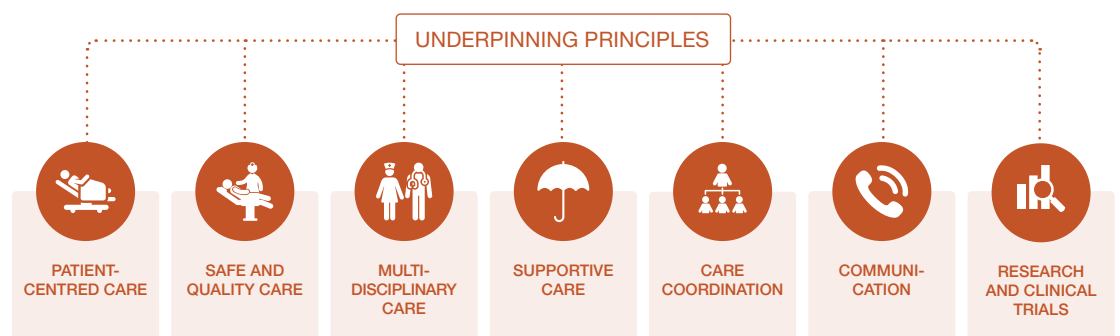 UNDERPINNING PRINCIPLES
PATIENT-
CENTRED CARE
SAFE AND
QUALITY CARE
MULTI-
DISCIPLINARY
CARE
SUPPORTIVE
CARE
CARE
COORDINATION
COMMUNI-
CATION
RESEARCH
AND CLINICAL
TRIALS